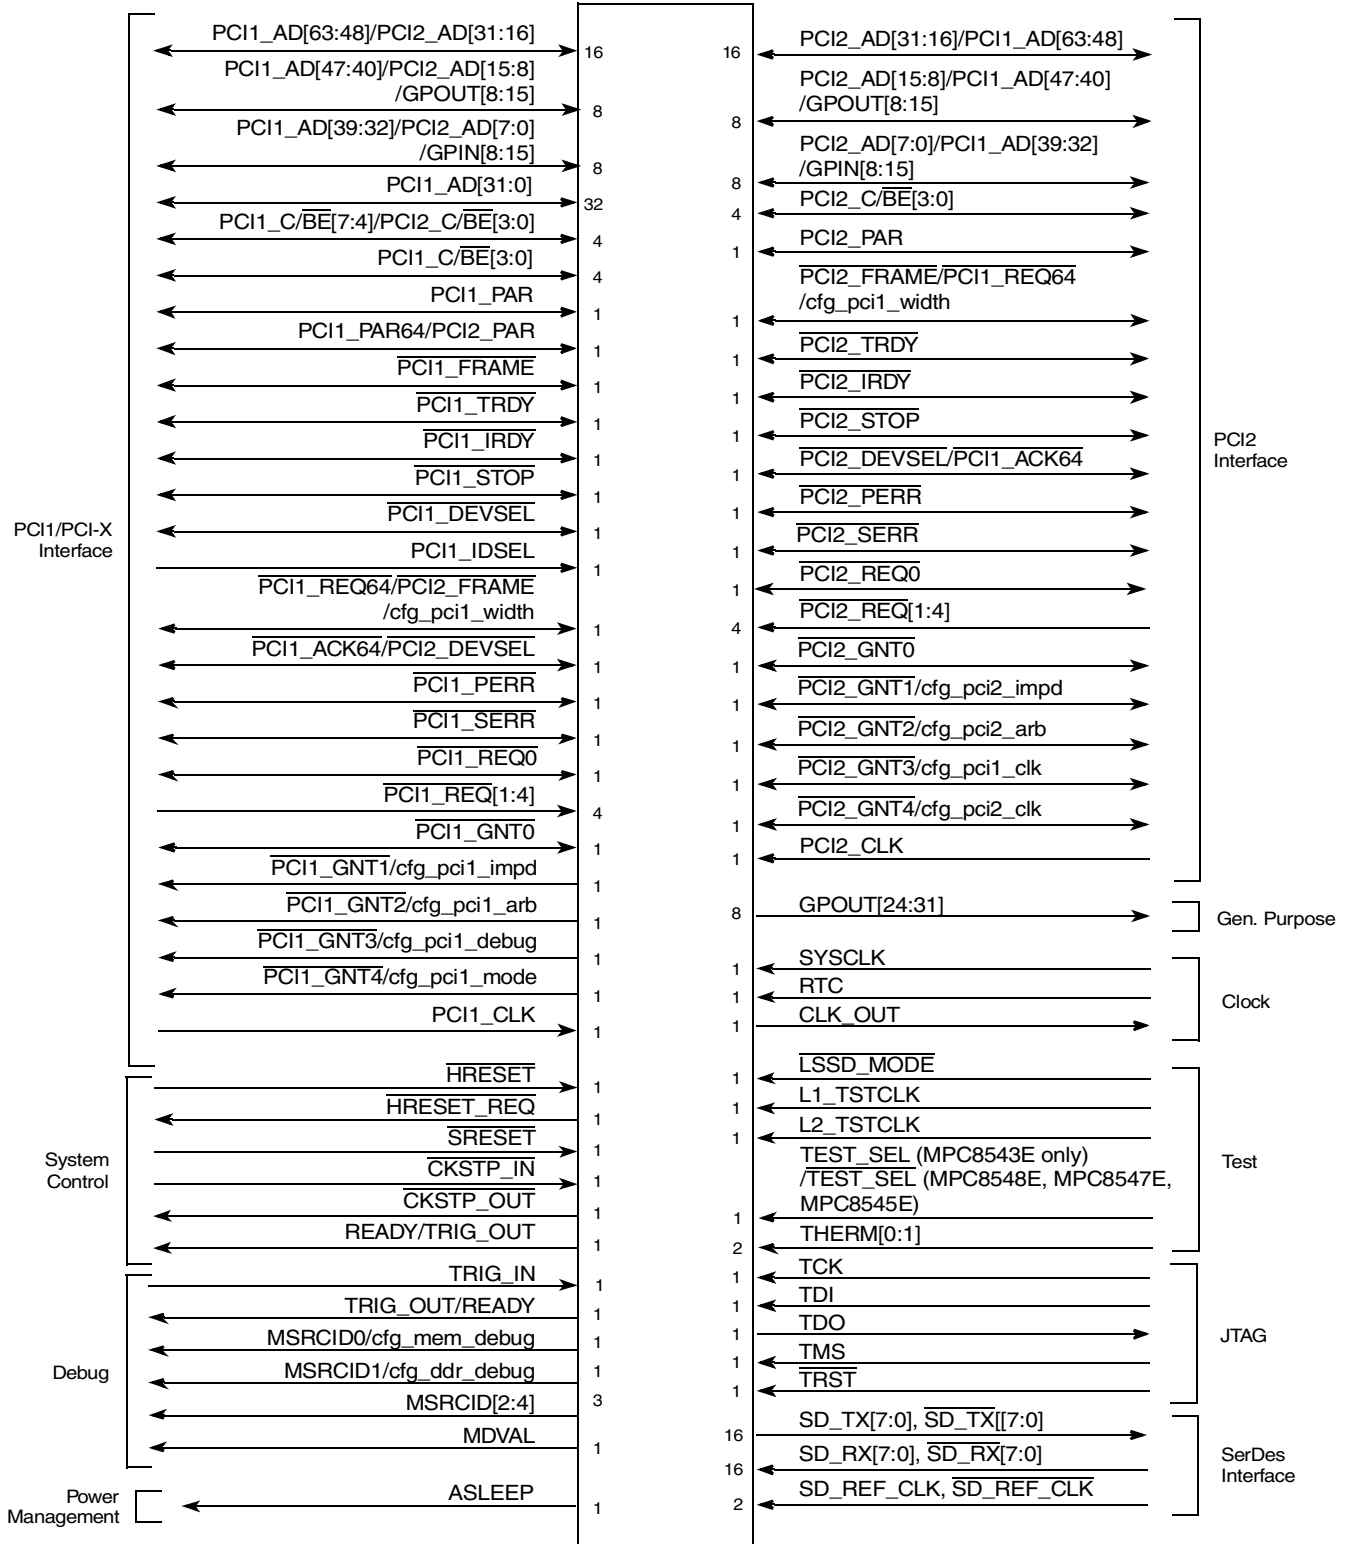 PCI1/PCI-X
Interface
PCI1_AD[63:48]/PCI2_AD[31:16]
16
PCI1_AD[47:40]/PCI2_AD[15:8]
/GPOUT[8:15]
8
PCI1_AD[39:32]/PCI2_AD[7:0]
/GPIN[8:15]
8
PCI1_AD[31:0]
32
PCI1_C/B̅E̅[7:4]/PCI2_C/B̅E̅[3:0]
4
PCI1_C/B̅E̅[3:0]
4
PCI1_PAR
1
PCI1_PAR64/PCI2_PAR
1
PCI1_FRAME
1
PCI1_TRDY
1
PCI1_IRDY
1
PCI1_STOP
1
PCI1_DEVSEL
1
PCI1_IDSEL
1
PCI1_REQ64/PCI2_FRAME
/cfg_pci1_width
1
PCI1_ACK64/PCI2_DEVSEL
1
PCI1_PERR
1
PCI1_SERR
1
PCI1_REQ0
1
PCI1_REQ[1:4]
4
PCI1_GNT0
1
PCI1_GNT1/cfg_pci1_impd
1
PCI1_GNT2/cfg_pci1_arb
1
PCI1_GNT3/cfg_pci1_debug
1
PCI1_GNT4/cfg_pci1_mode
1
PCI1_CLK
1
System
Control
HRESET
1
HRESET_REQ
1
SRESET
1
CKSTP_IN
1
CKSTP_OUT
1
READY/TRIG_OUT
1
Debug
TRIG_IN
1
TRIG_OUT/READY
1
MSRCID0/cfg_mem_debug
1
MSRCID1/cfg_ddr_debug
1
MSRCID[2:4]
3
MDVAL
1
Power
Management
ASLEEP
1
16
PCI2_AD[31:16]/PCI1_AD[63:48]
PCI2_AD[15:8]/PCI1_AD[47:40]
/GPOUT[8:15]
8
PCI2_AD[7:0]/PCI1_AD[39:32]
/GPIN[8:15]
8
PCI2_C/B̅E̅[3:0]
4
PCI2_PAR
1
PCI2_FRAME/PCI1_REQ64
/cfg_pci1_width
1
PCI2_TRDY
1
PCI2_IRDY
1
PCI2_STOP
1
PCI2_DEVSEL/PCI1_ACK64
1
PCI2_PERR
1
PCI2_SERR
1
PCI2_REQ0
1
PCI2_REQ[1:4]
4
PCI2_GNT0
1
PCI2_GNT1/cfg_pci2_impd
1
PCI2_GNT2/cfg_pci2_arb
1
PCI2_GNT3/cfg_pci1_clk
1
PCI2_GNT4/cfg_pci2_clk
1
PCI2_CLK
1
PCI2
Interface
GPOUT[24:31]
8
Gen. Purpose
SYSCLK
1
RTC
1
CLK_OUT
1
Clock
LSSD_MODE
1
L1_TSTCLK
1
L2_TSTCLK
1
TEST_SEL (MPC8543E only)
/TEST_SEL (MPC8548E, MPC8547E,
MPC8545E)
1
THERM[0:1]
2
Test
TCK
1
TDI
1
TDO
1
TMS
1
TRST
1
JTAG
SD_TX[7:0], SD_TX[[7:0]
16
SD_RX[7:0], SD_RX[7:0]
16
SD_REF_CLK, SD_REF_CLK
2
SerDes
Interface